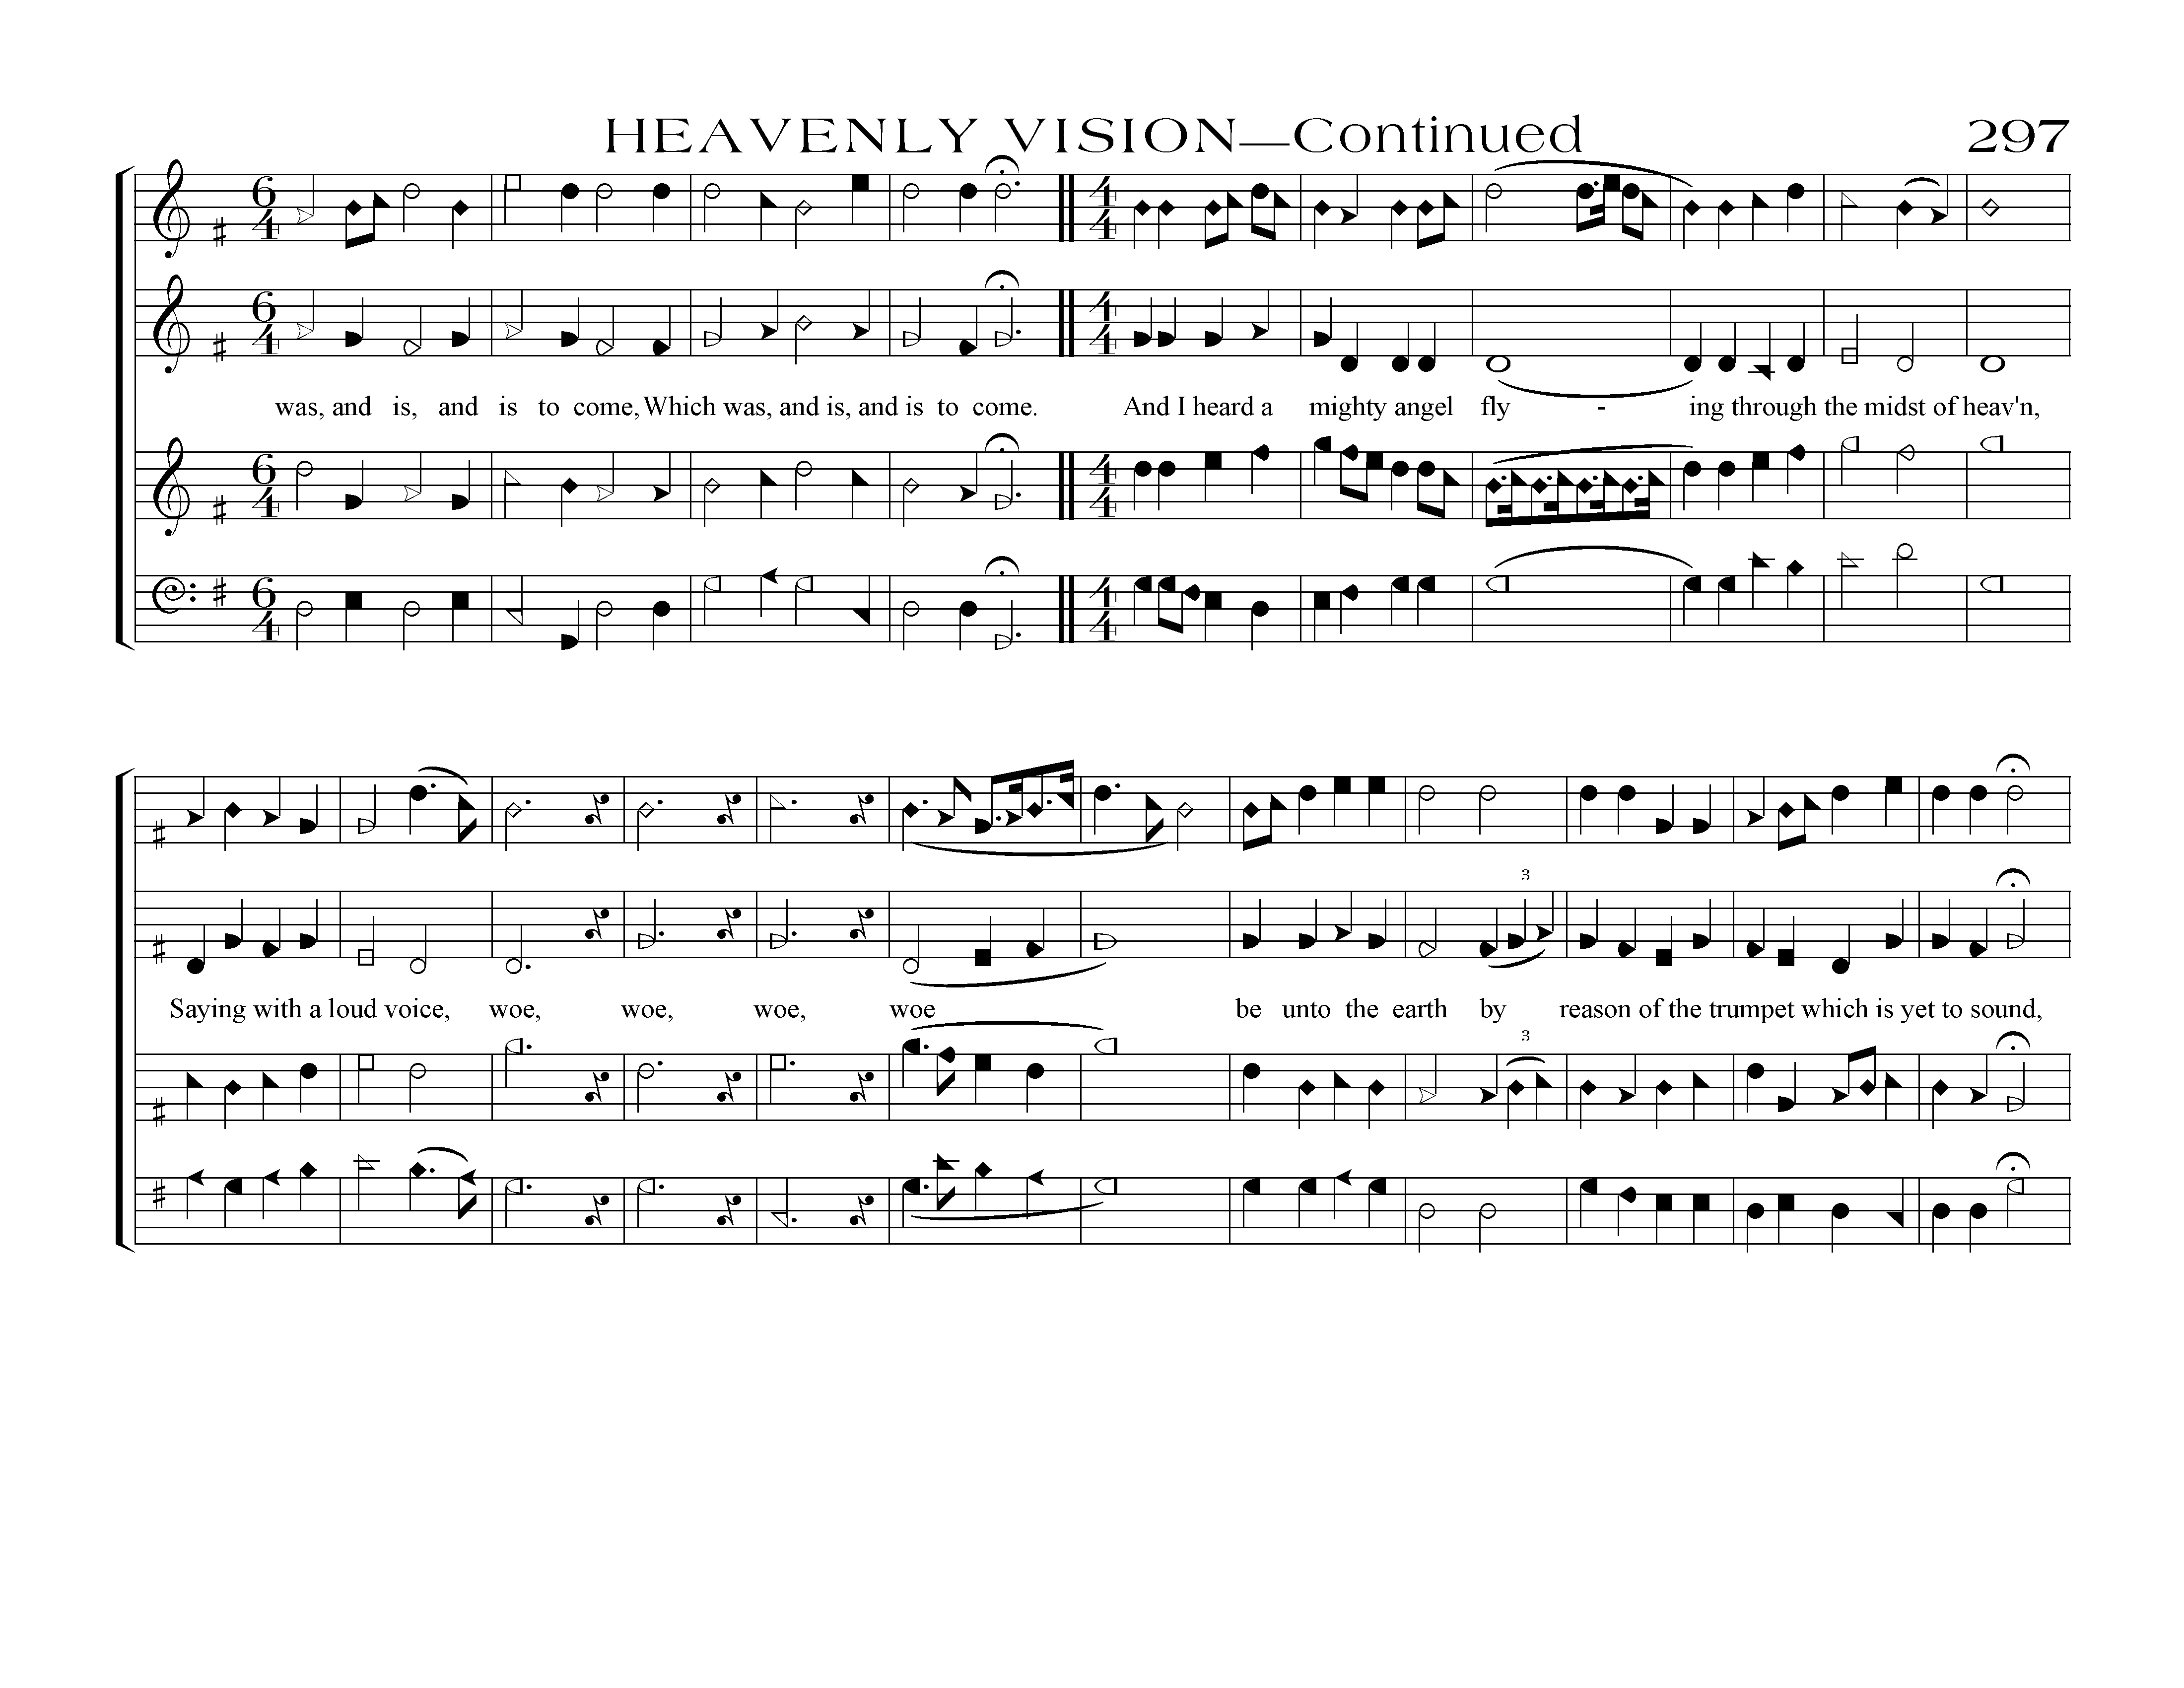 HEAVENLY VISION—Continued 297
was, and is, and is to come, Which was, and is, and is to come. And I heard a mighty angel fly - ing through the midst of heav'n,
3
Saying with a loud voice, woe, woe, woe, woe be unto the earth by reason of the trumpet which is yet to sound,
3